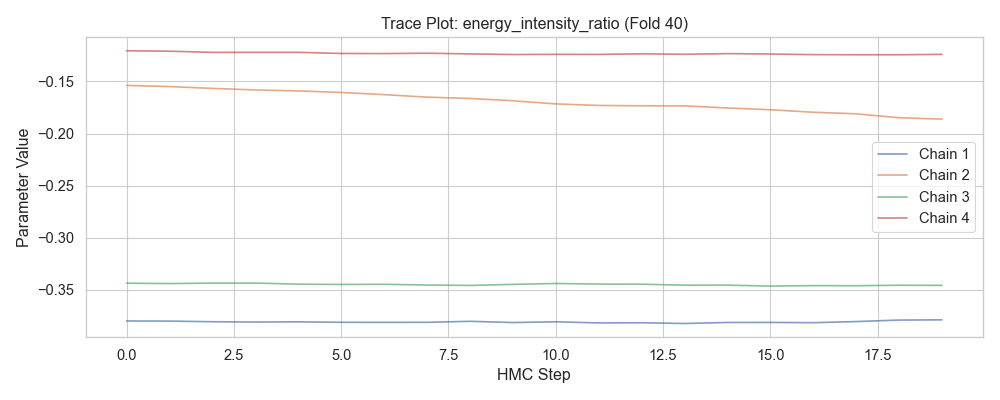 Trace Plot: energy_intensity_ratio (Fold 40)
Parameter Value
−0.15
−0.20
−0.25
−0.30
−0.35
Chain 1
Chain 2
Chain 3
Chain 4
0.0 2.5 5.0 7.5 10.0 12.5 15.0 17.5
HMC Step